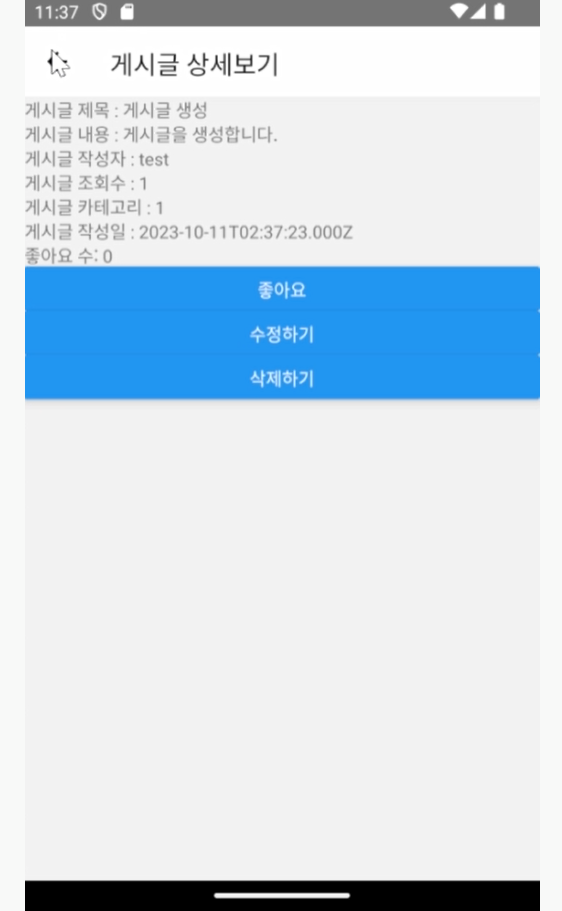 11:37
게시글 상세보기
게시글 제목 : 게시글 생성
게시글 내용 : 게시글을 생성합니다.
게시글 작성자 : test
게시글 조회수 : 1
게시글 카테고리 : 1
게시글 작성일 : 2023-10-11T02:37:23.000Z
좋아요 수: 0
좋아요
수정하기
삭제하기